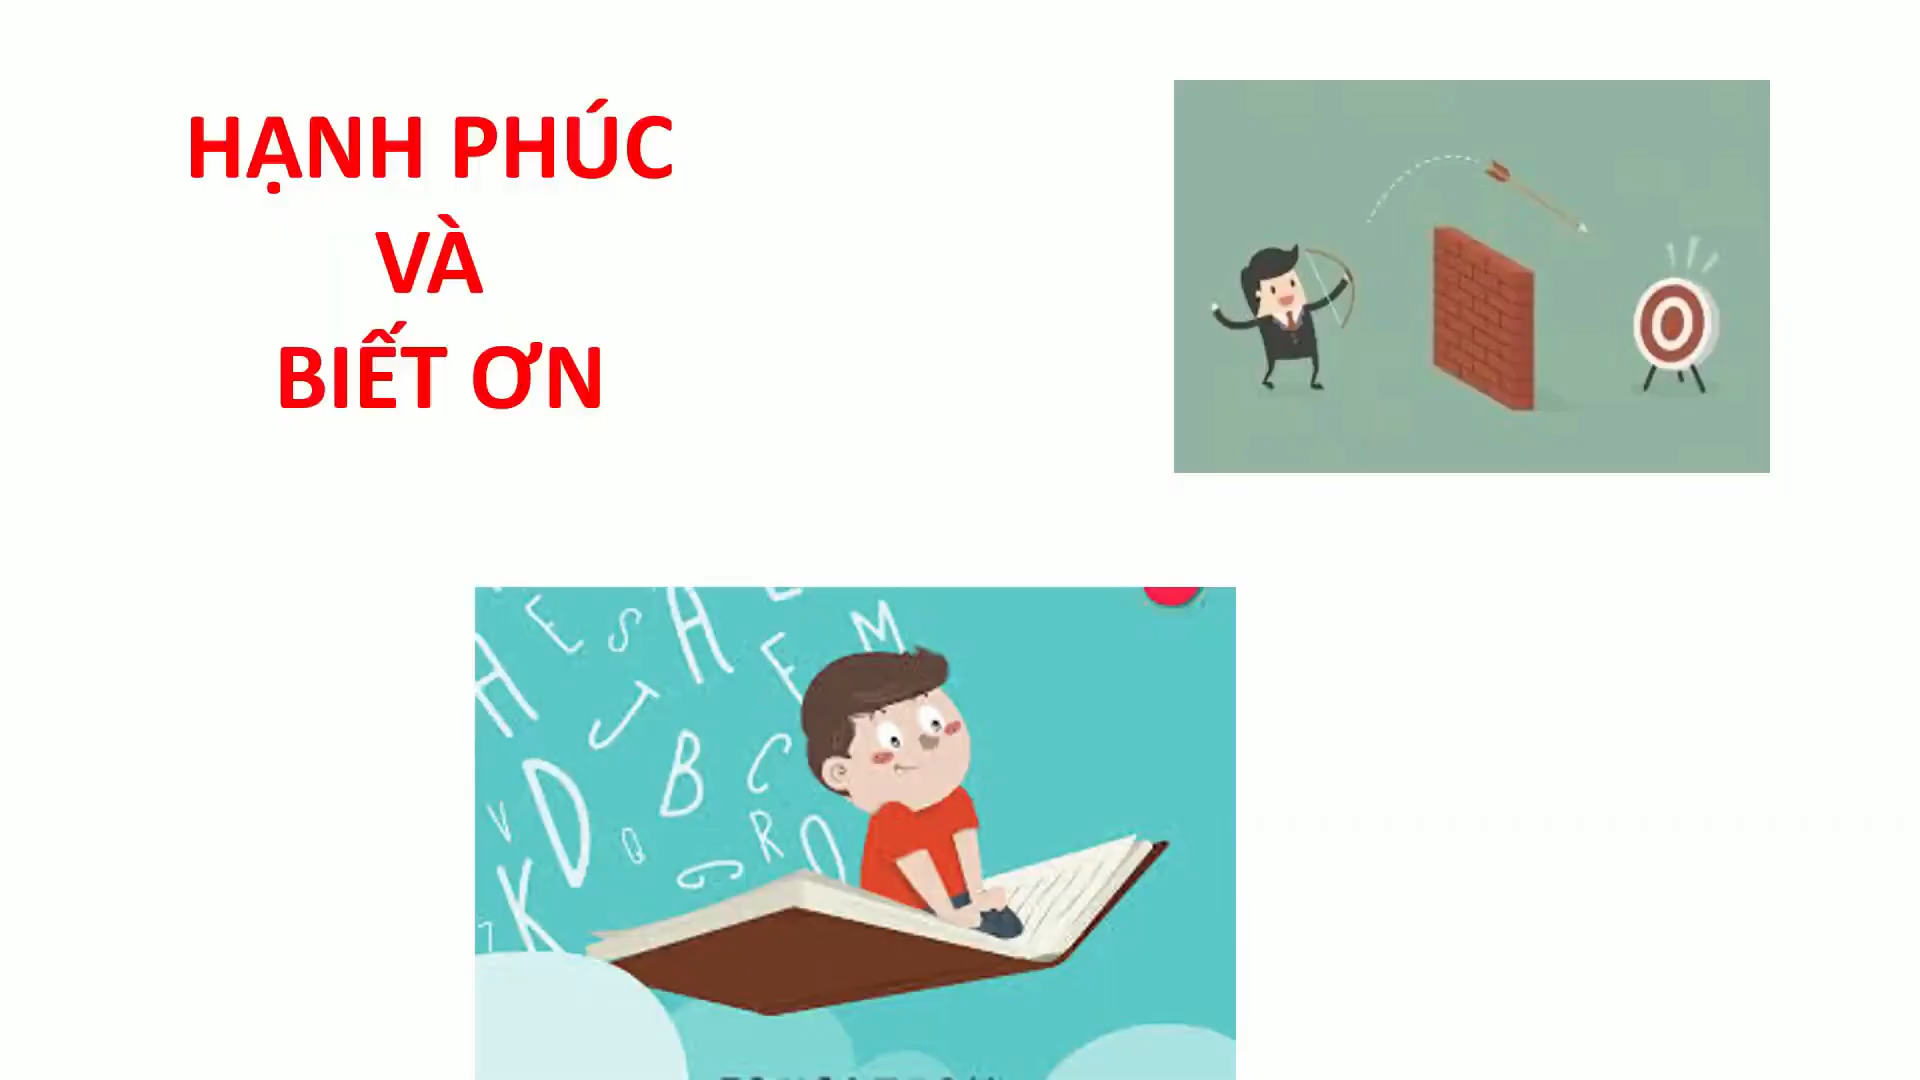 HẠNH PHÚC
VÀ
BIẾT ƠN
A E S A M
E
H J
B C
D
V Q R O
K